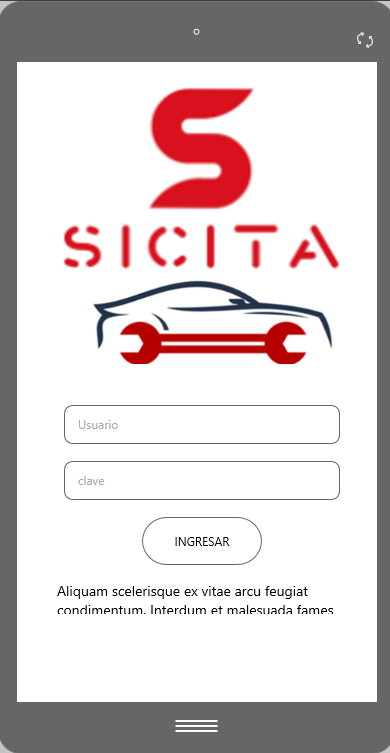 S
SICITA
Usuario
clave
INGRESAR
Aliquam scelerisque ex vitae arcu feugiat
condimentum. Interdum et malesuada fames